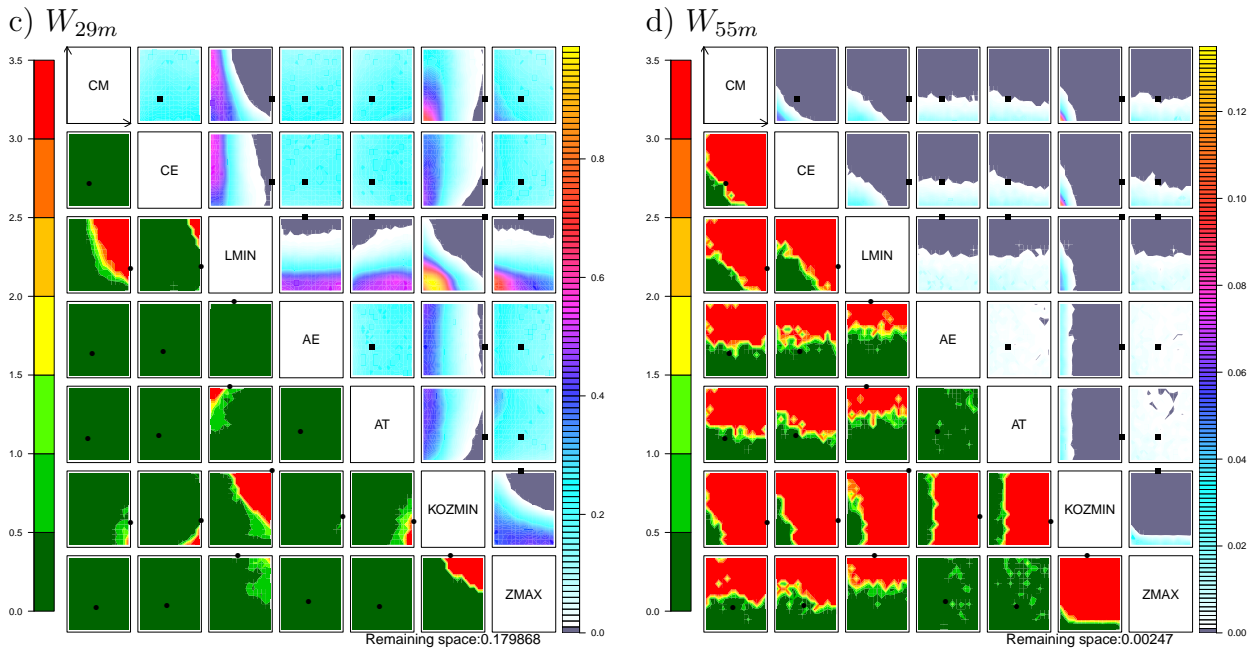 c) W29m
d) W55m
3.5
3.0
2.5
2.0
1.5
1.0
0.5
0.0
CM
CE
LMIN
AE
AT
KOZMIN
ZMAX
0.8
0.6
0.4
0.2
0.0
Remaining space:0.179868
3.5
3.0
2.5
2.0
1.5
1.0
0.5
0.0
CM
CE
LMIN
AE
AT
KOZMIN
ZMAX
0.12
0.10
0.08
0.06
0.04
0.02
0.00
Remaining space:0.00247